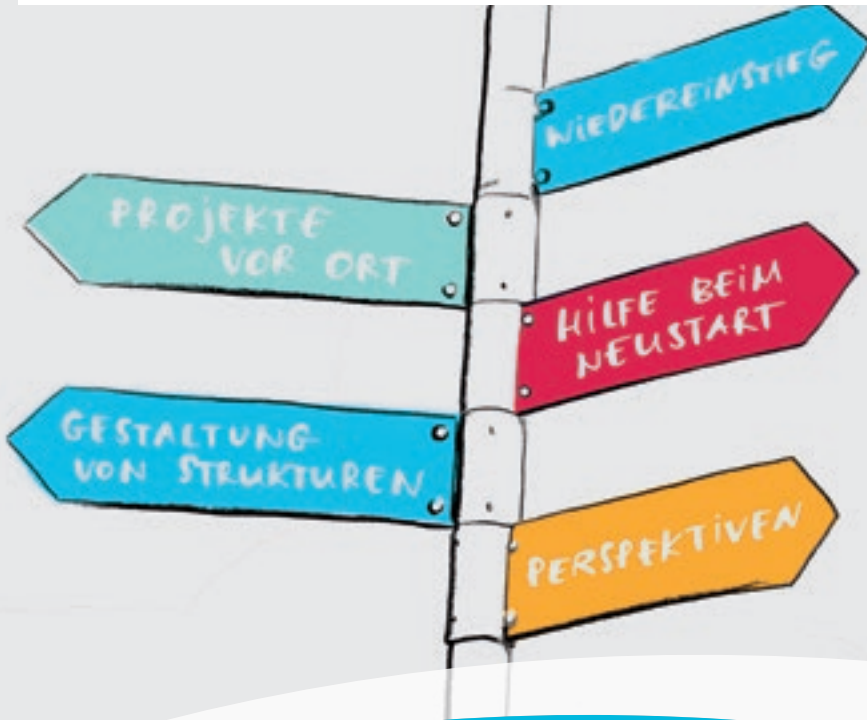 WiEDEREiNSTiEG
PROjEKTE
VOR ORT
HiLFE BEiM
NEUSTART
GESTALTUNG
VON STRUKTUREN
PERSPEKTiVEN